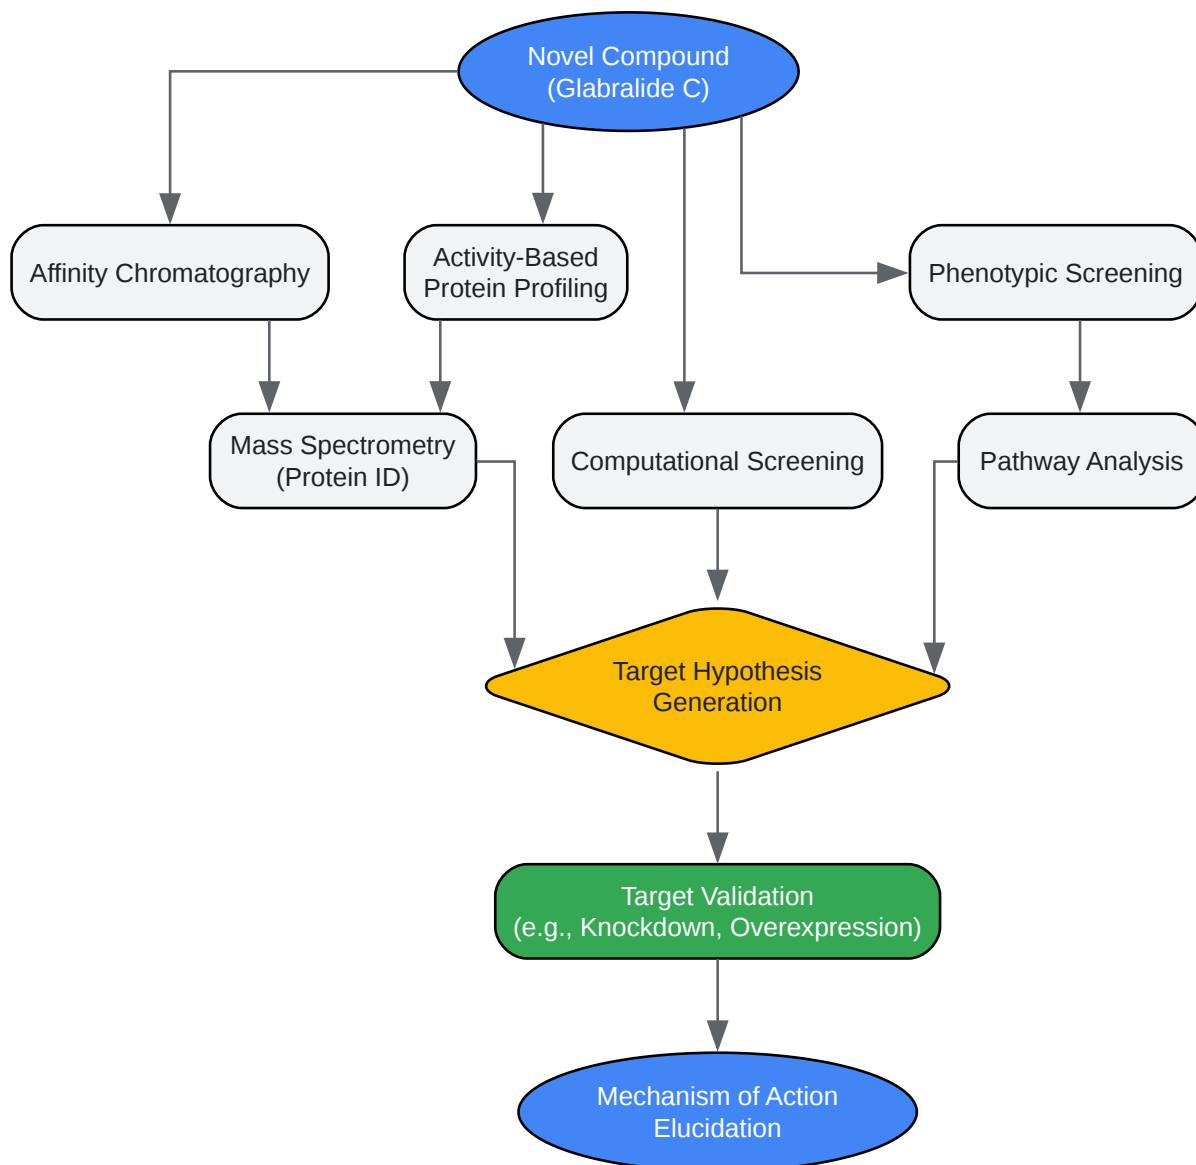 Novel Compound
(Glabralide C)
Affinity Chromatography
Activity-Based
Protein Profiling
Phenotypic Screening
Mass Spectrometry
(Protein ID)
Computational Screening
Pathway Analysis
Target Hypothesis
Generation
Target Validation
(e.g., Knockdown, Overexpression)
Mechanism of Action
Elucidation